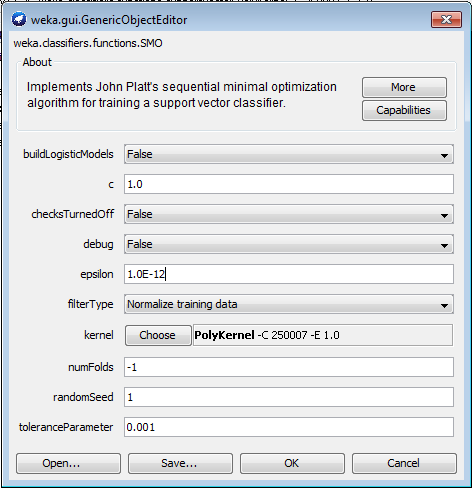 weka.gui.GenericObjectEditor
weka.classifiers.functions.SMO
About
Implements John Platt's sequential minimal optimization
algorithm for training a support vector classifier.
More
Capabilities
buildLogisticModels False
c 1.0
checksTurnedOff False
debug False
epsilon 1.0E-12
filterType Normalize training data
kernel Choose PolyKernel -C 250007 -E 1.0
numFolds -1
randomSeed 1
toleranceParameter 0.001
Open... Save... OK Cancel